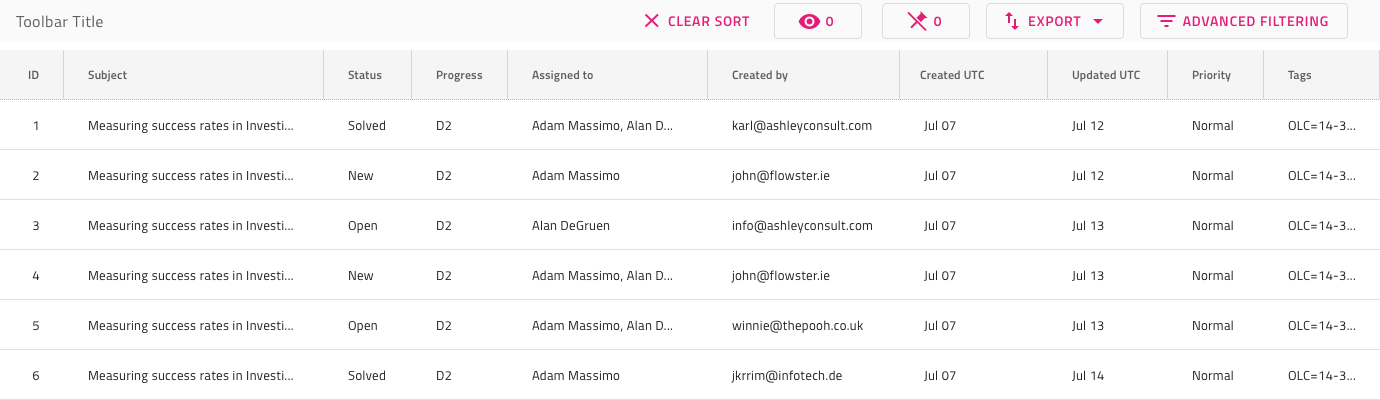 Toolbar Title CLEAR SORT 0 0 EXPORT ADVANCED FILTERING
ID Subject Status Progress Assigned to Created by Created UTC Updated UTC Priority Tags
1 Measuring success rates in Investi... Solved D2 Adam Massimo, Alan D... karl@ashleyconsult.com Jul 07 Jul 12 Normal OLC=14-3...
2 Measuring success rates in Investi... New D2 Adam Massimo john@flowster.ie Jul 07 Jul 12 Normal OLC=14-3...
3 Measuring success rates in Investi... Open D2 Alan DeGruen info@ashleyconsult.com Jul 07 Jul 13 Normal OLC=14-3...
4 Measuring success rates in Investi... New D2 Adam Massimo, Alan D... john@flowster.ie Jul 07 Jul 13 Normal OLC=14-3...
5 Measuring success rates in Investi... Open D2 Adam Massimo, Alan D... winnie@thepooh.co.uk Jul 07 Jul 13 Normal OLC=14-3...
6 Measuring success rates in Investi... Solved D2 Adam Massimo jkrrim@infotech.de Jul 07 Jul 14 Normal OLC=14-3...